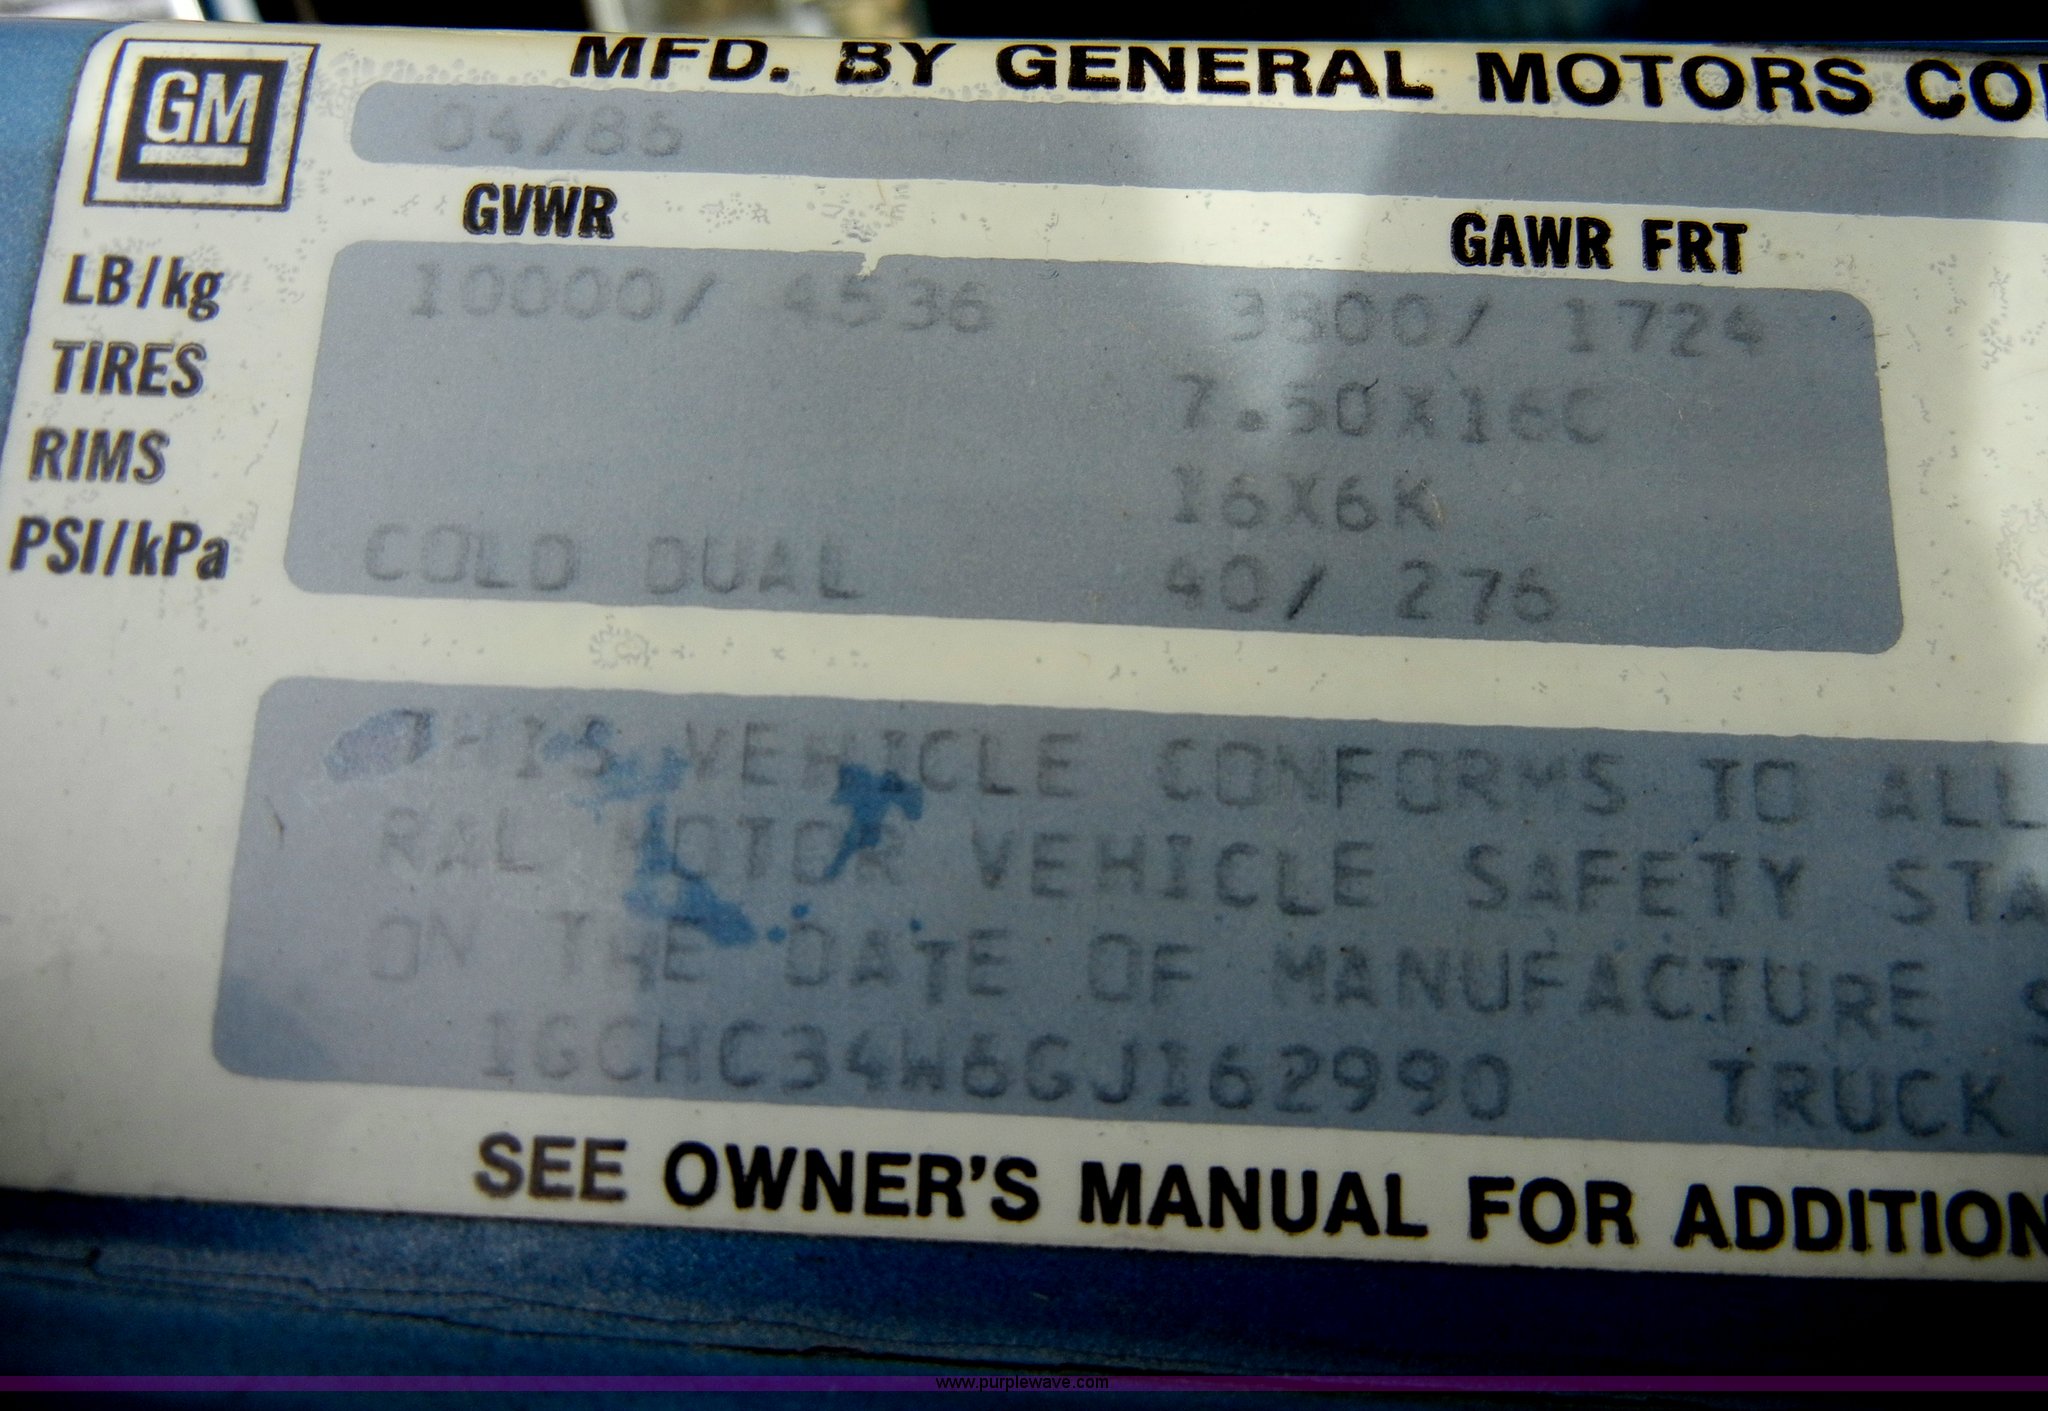 GM
MFD. BY GENERAL MOTORS CO
04/86
GVWR GAWR FRT
LB/kg 10000/ 4536 3800/ 1724
TIRES 7.50X16C
RIMS 16X6K
PSI/kPa COLD DUAL 40/ 276
THIS VEHICLE CONFORMS TO ALL
RAL MOTOR VEHICLE SAFETY STA
ON THE DATE OF MANUFACTURE S
1GCHC34W6GJ162990 TRUCK
SEE OWNER'S MANUAL FOR ADDITION
www.purplewave.com